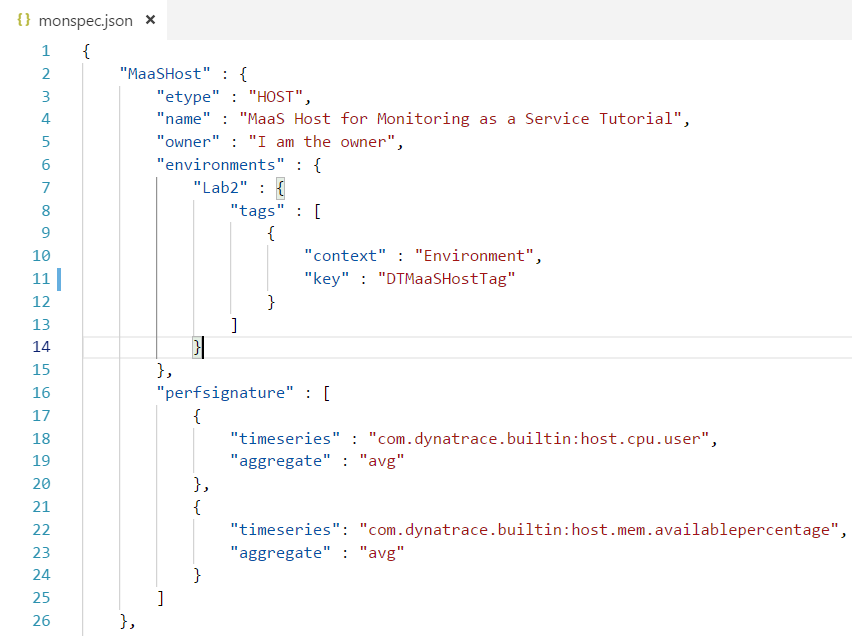 {} monspec.json ×
1 {
2 "MaaSHost" : {
3 "etype" : "HOST",
4 "name" : "MaaS Host for Monitoring as a Service Tutorial",
5 "owner" : "I am the owner",
6 "environments" : {
7 "Lab2" : {
8 "tags" : [
9 {
10 "context" : "Environment",
11 "key" : "DTMaaSHostTag"
12 }
13 ]
14 }
15 },
16 "perfsignature" : [
17 {
18 "timeseries" : "com.dynatrace.builtin:host.cpu.user",
19 "aggregate" : "avg"
20 },
21 {
22 "timeseries": "com.dynatrace.builtin:host.mem.availablepercentage",
23 "aggregate" : "avg"
24 }
25 ]
26 },